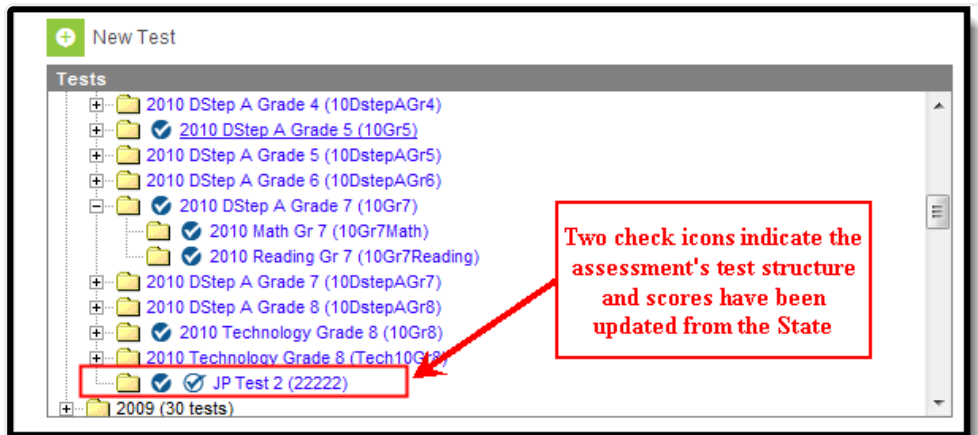 New Test
Tests
2010 DStep A Grade 4 (10DstepAGr4)
2010 DStep A Grade 5 (10Gr5)
2010 DStep A Grade 5 (10DstepAGr5)
2010 DStep A Grade 6 (10DstepAGr6)
2010 DStep A Grade 7 (10Gr7)
2010 Math Gr 7 (10Gr7Math)
2010 Reading Gr 7 (10Gr7Reading)
2010 DStep A Grade 7 (10DstepAGr7)
2010 DStep A Grade 8 (10DstepAGr8)
2010 Technology Grade 8 (10Gr8)
2010 Technology Grade 8 (Tech10Gr8)
JP Test 2 (22222)
2009 (30 tests)
Two check icons indicate the
assessment's test structure
and scores have been
updated from the State